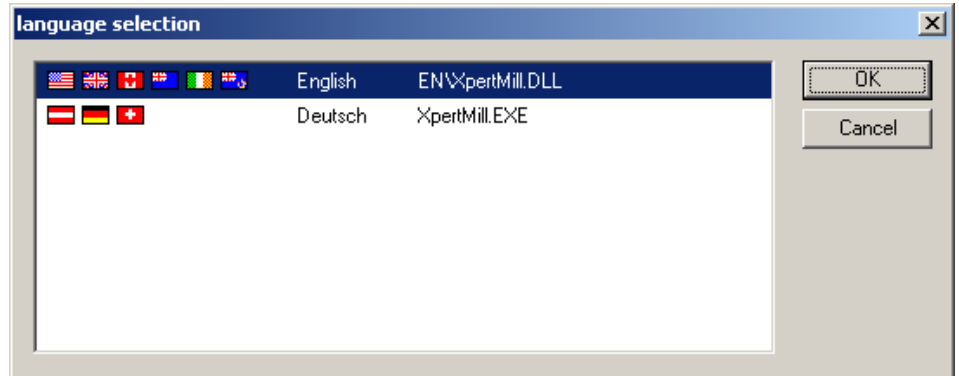 language selection
English EN\XpertMill.DLL OK
Deutsch XpertMill.EXE Cancel